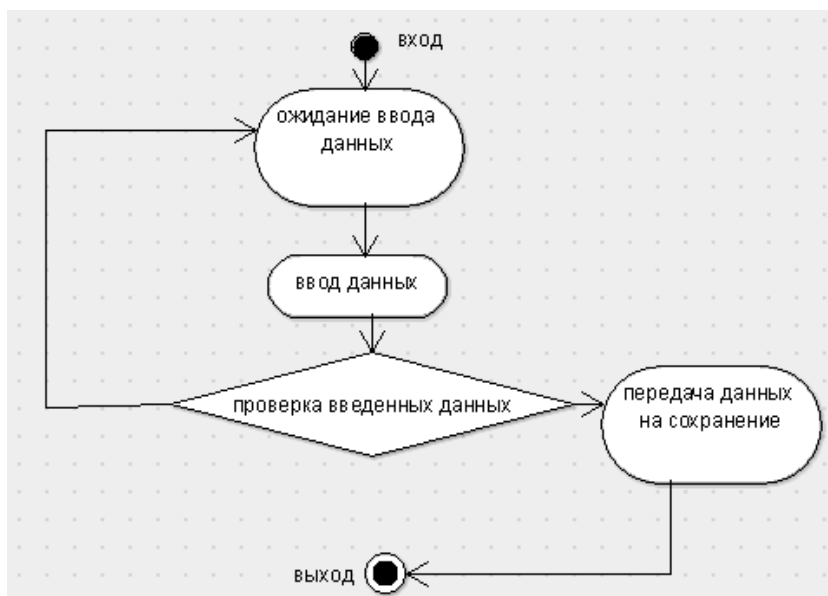 вход
ожидание ввода
данных
ввод данных
проверка введенных данных
передача данных
на сохранение
выход